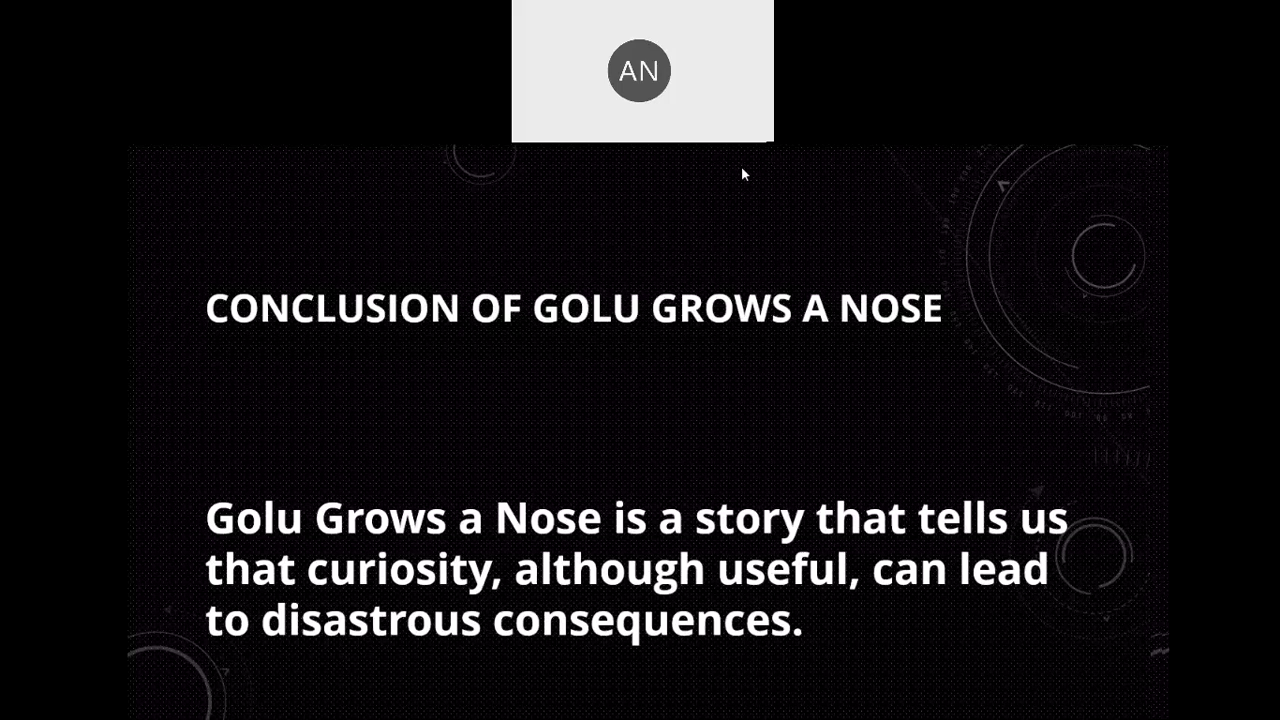 AN
CONCLUSION OF GOLU GROWS A NOSE
Golu Grows a Nose is a story that tells us
that curiosity, although useful, can lead
to disastrous consequences.